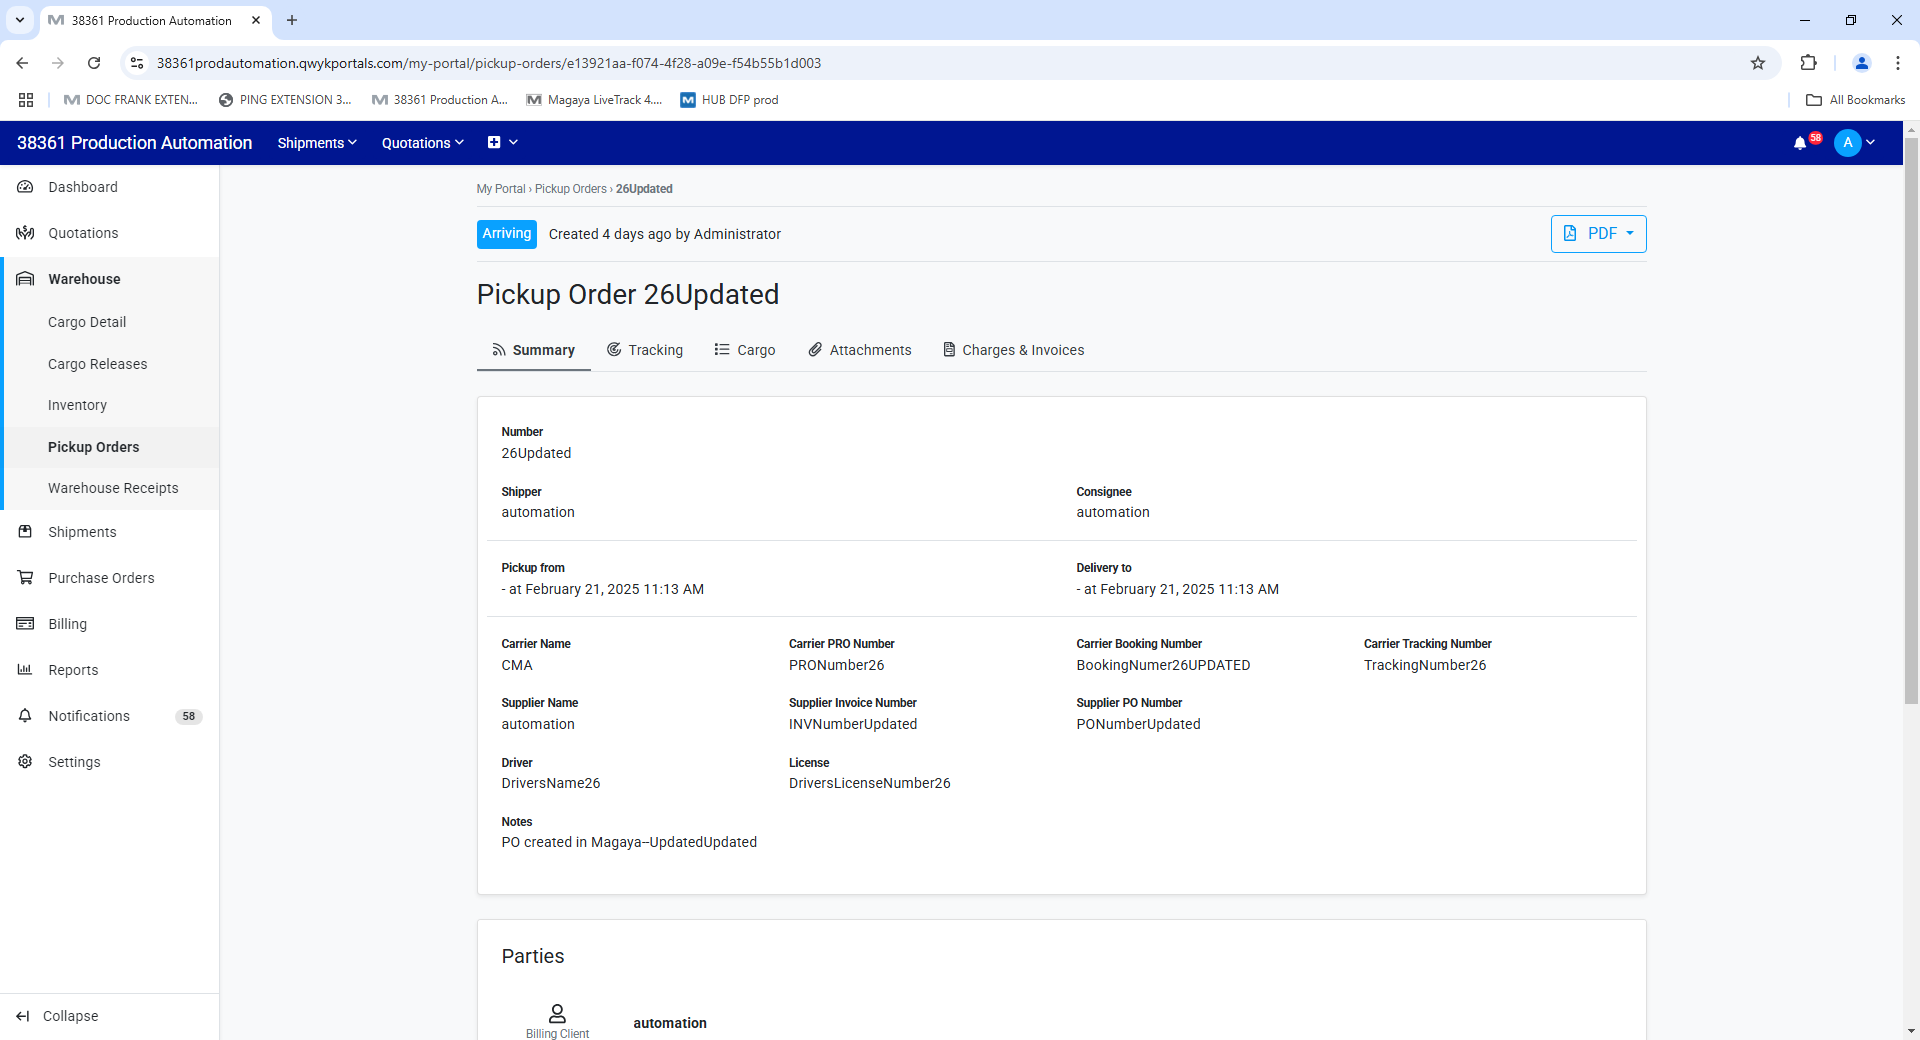 38361 Production Automation
38361prodautomation.qwykportals.com/my-portal/pickup-orders/e13921aa-f074-4f28-a09e-f54b55b1d003
DOC FRANK EXTEN...
PING EXTENSION 3...
38361 Production A...
Magaya LiveTrack 4....
HUB DFP prod
All Bookmarks
38361 Production Automation
Shipments
Quotations
58
A
Dashboard
Quotations
Warehouse
Cargo Detail
Cargo Releases
Inventory
Pickup Orders
Warehouse Receipts
Shipments
Purchase Orders
Billing
Reports
Notifications 58
Settings
Collapse
My Portal › Pickup Orders › 26Updated
Arriving Created 4 days ago by Administrator
PDF
Pickup Order 26Updated
Summary
Tracking
Cargo
Attachments
Charges & Invoices
Number
26Updated
Shipper
automation
Consignee
automation
Pickup from
- at February 21, 2025 11:13 AM
Delivery to
- at February 21, 2025 11:13 AM
Carrier Name
CMA
Carrier PRO Number
PRONumber26
Carrier Booking Number
BookingNumer26UPDATED
Carrier Tracking Number
TrackingNumber26
Supplier Name
automation
Supplier Invoice Number
INVNumberUpdated
Supplier PO Number
PONumberUpdated
Driver
DriversName26
License
DriversLicenseNumber26
Notes
PO created in Magaya--UpdatedUpdated
Parties
Billing Client
automation